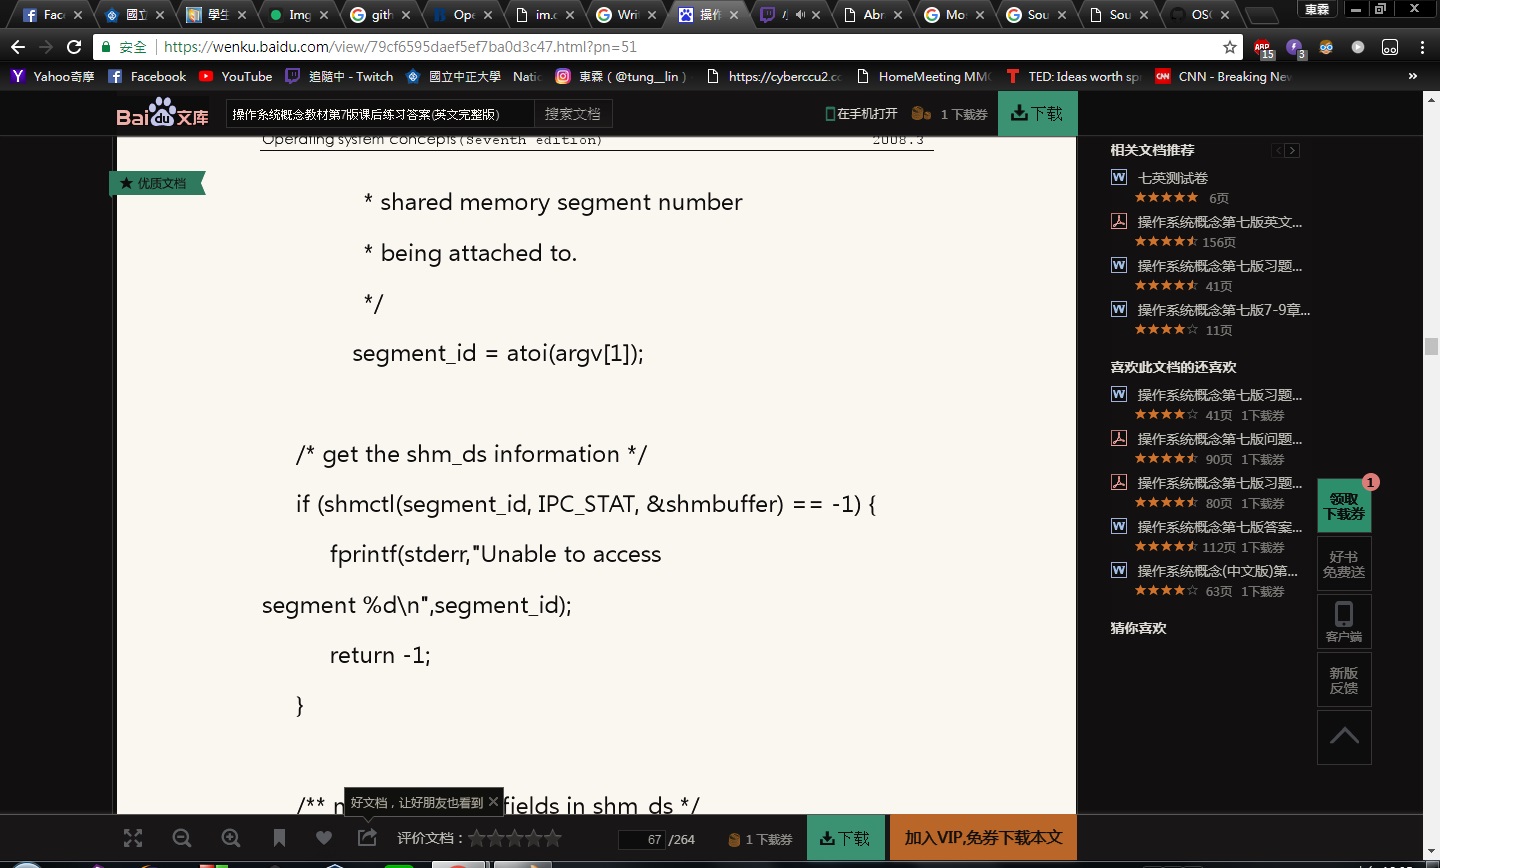 Fac
國立
學生
Img
gith
Ope
im.c
Wri
操作
Abr
Mos
Sou
Sou
OSC
東霖
安全 https://wenku.baidu.com/view/79cf6595daef5ef7ba0d3c47.html?pn=51
ABP 15
3
Yahoo奇摩
Facebook
YouTube
追隨中 - Twitch
國立中正大學 Natio
東霖（@tung__lin）
https://cyberccu2.cc
HomeMeeting MMC
TED: Ideas worth spr
CNN - Breaking New
»
Bai du 文库
操作系统概念教材第7版课后练习答案(英文完整版)
搜索文档
在手机打开
1 下载券
下载
Operating system concepts(Seventh edition) 2008.3
优质文档
* shared memory segment number
* being attached to.
*/
segment_id = atoi(argv[1]);
/* get the shm_ds information */
if (shmctl(segment_id, IPC_STAT, &shmbuffer) == -1) {
fprintf(stderr,"Unable to access
segment %d\n",segment_id);
return -1;
}
/** n
fields in shm_ds */
好文档，让好朋友也看到
评价文档：
67 /264
1 下载券
下载
加入VIP,免券下载本文
相关文档推荐
七英测试卷
6页
操作系统概念第七版英文...
156页
操作系统概念第七版习题...
41页
操作系统概念第七版7-9章...
11页
喜欢此文档的还喜欢
操作系统概念第七版习题...
41页 1下载券
操作系统概念第七版问题...
90页 1下载券
操作系统概念第七版习题...
80页 1下载券
操作系统概念第七版答案...
112页 1下载券
操作系统概念(中文版)第...
63页 1下载券
猜你喜欢
1
领取
下载券
好书
免费送
客户端
新版
反馈